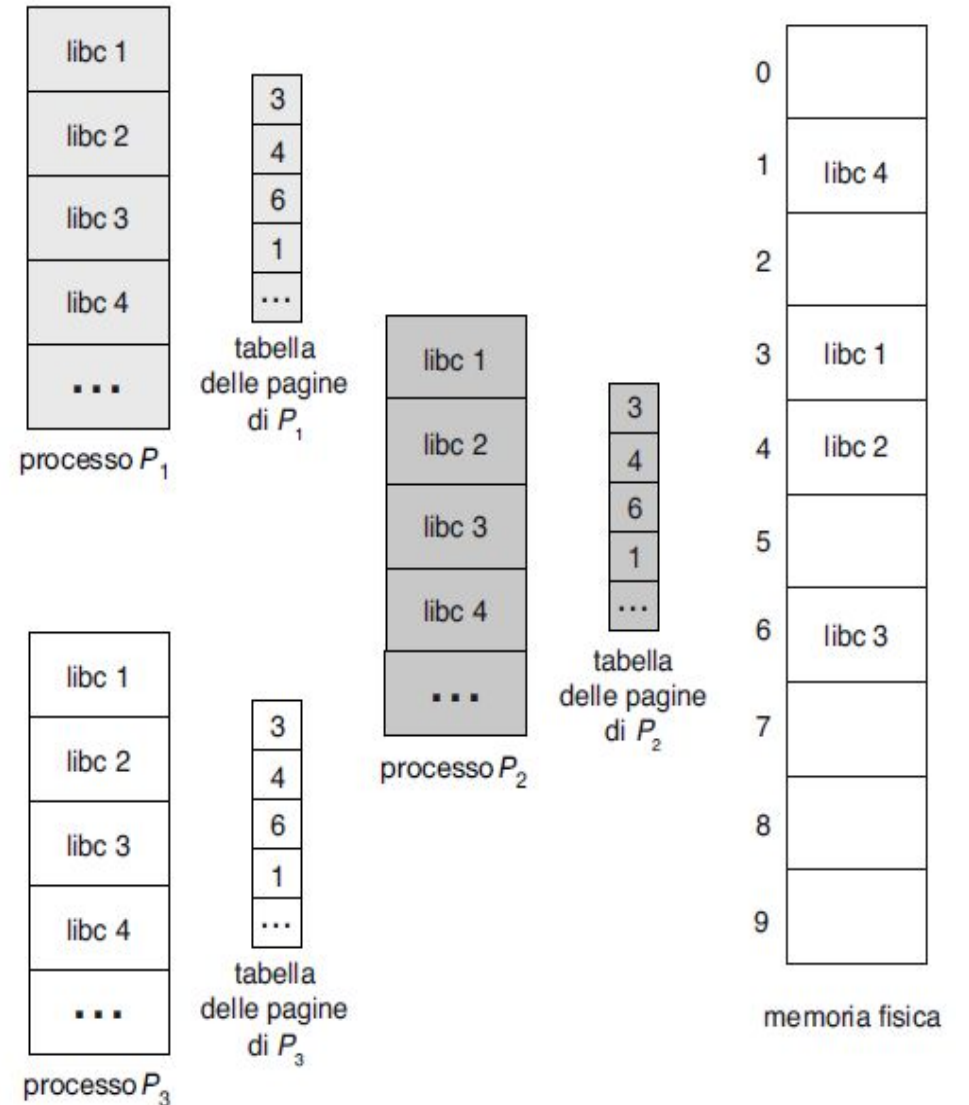 libc 1
libc 2
libc 3
libc 4
...
processo P1
3
4
6
1
...
tabella
delle pagine
di P1
libc 1
libc 2
libc 3
libc 4
...
processo P2
3
4
6
1
...
tabella
delle pagine
di P2
libc 1
libc 2
libc 3
libc 4
...
processo P3
3
4
6
1
...
tabella
delle pagine
di P3
0
1 libc 4
2
3 libc 1
4 libc 2
5
6 libc 3
7
8
9
memoria fisica